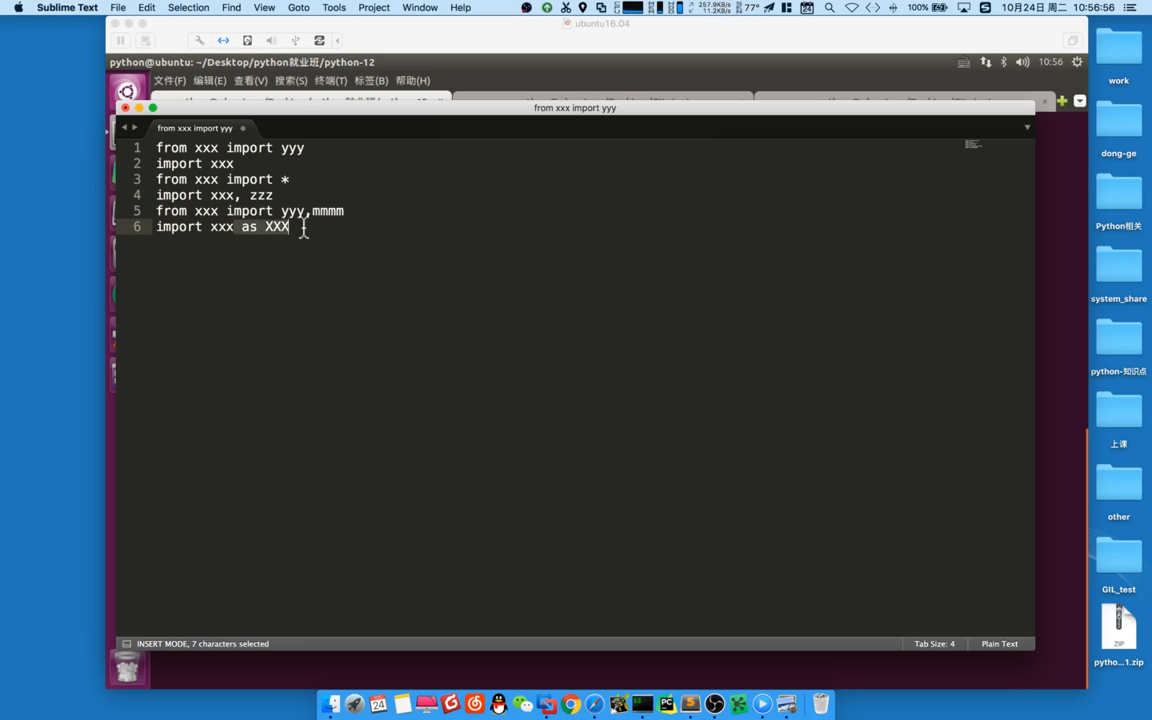 Sublime Text File Edit Selection Find View Goto Tools Project Window Help
257.9KB/s
11.2KB/s
77° 100% 10月24日 周二 10:56:56
ubuntu16.04
python@ubuntu: ~/Desktop/python就业班/python-12
10:56
文件(F) 编辑(E) 查看(V) 搜索(S) 终端(T) 标签(B) 帮助(H)
from xxx import yyy
from xxx import yyy
1 from xxx import yyy
2 import xxx
3 from xxx import *
4 import xxx, zzz
5 from xxx import yyy,mmmm
6 import xxx as XXX
INSERT MODE, 7 characters selected
Tab Size: 4
Plain Text
work
dong-ge
Python相关
system_share
python-知识点
上课
other
GIL_test
ZIP
pytho...1.zip